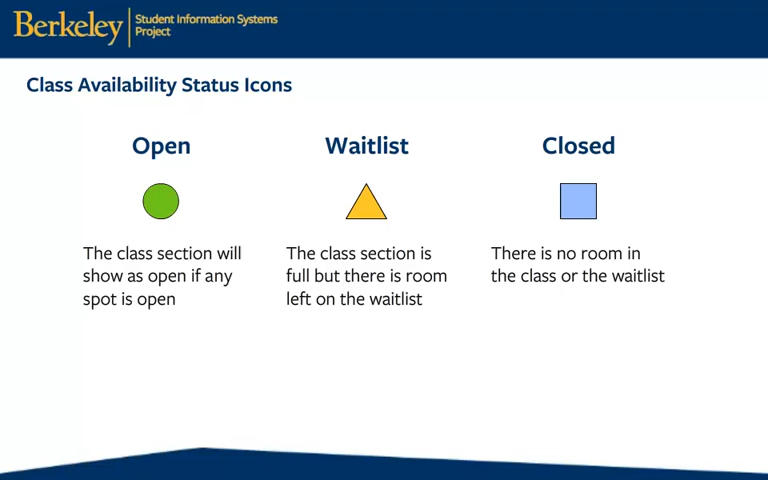 Berkeley
Student Information Systems
Project
Class Availability Status Icons
Open
The class section will
show as open if any
spot is open
Waitlist
The class section is
full but there is room
left on the waitlist
Closed
There is no room in
the class or the waitlist